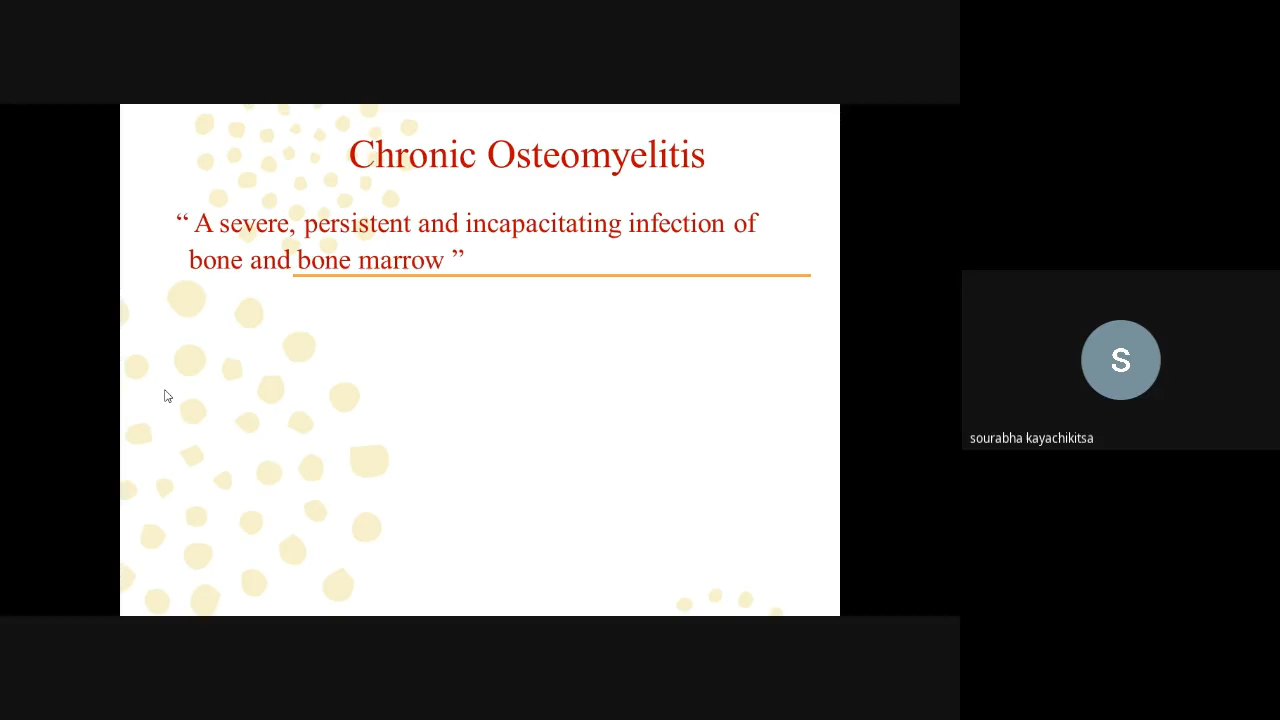 Chronic Osteomyelitis
“ A severe, persistent and incapacitating infection of
bone and bone marrow ”
S
sourabha kayachikitsa